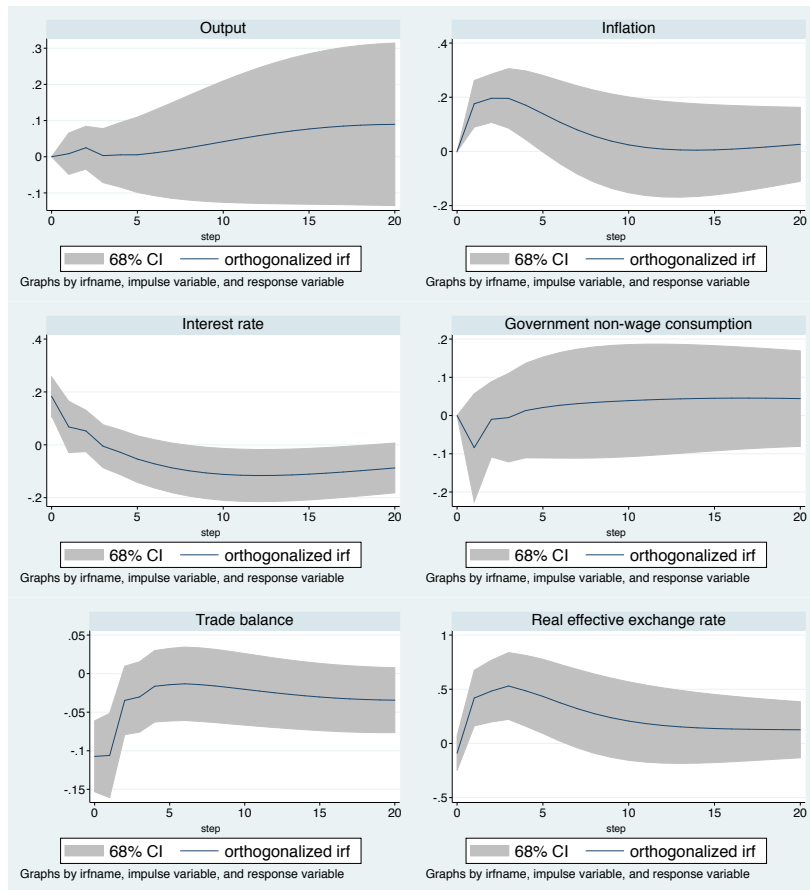 Output
.3
.2
.1
0
-.1
0 5 10 15 20
step
68% CI orthogonalized irf
Graphs by irfname, impulse variable, and response variable
Inflation
.4
.2
0
-.2
0 5 10 15 20
step
68% CI orthogonalized irf
Graphs by irfname, impulse variable, and response variable
Interest rate
.4
.2
0
-.2
0 5 10 15 20
step
68% CI orthogonalized irf
Graphs by irfname, impulse variable, and response variable
Government non-wage consumption
.2
.1
0
-.1
-.2
0 5 10 15 20
step
68% CI orthogonalized irf
Graphs by irfname, impulse variable, and response variable
Trade balance
.05
0
-.05
-.1
-.15
0 5 10 15 20
step
68% CI orthogonalized irf
Graphs by irfname, impulse variable, and response variable
Real effective exchange rate
1
.5
0
-.5
0 5 10 15 20
step
68% CI orthogonalized irf
Graphs by irfname, impulse variable, and response variable